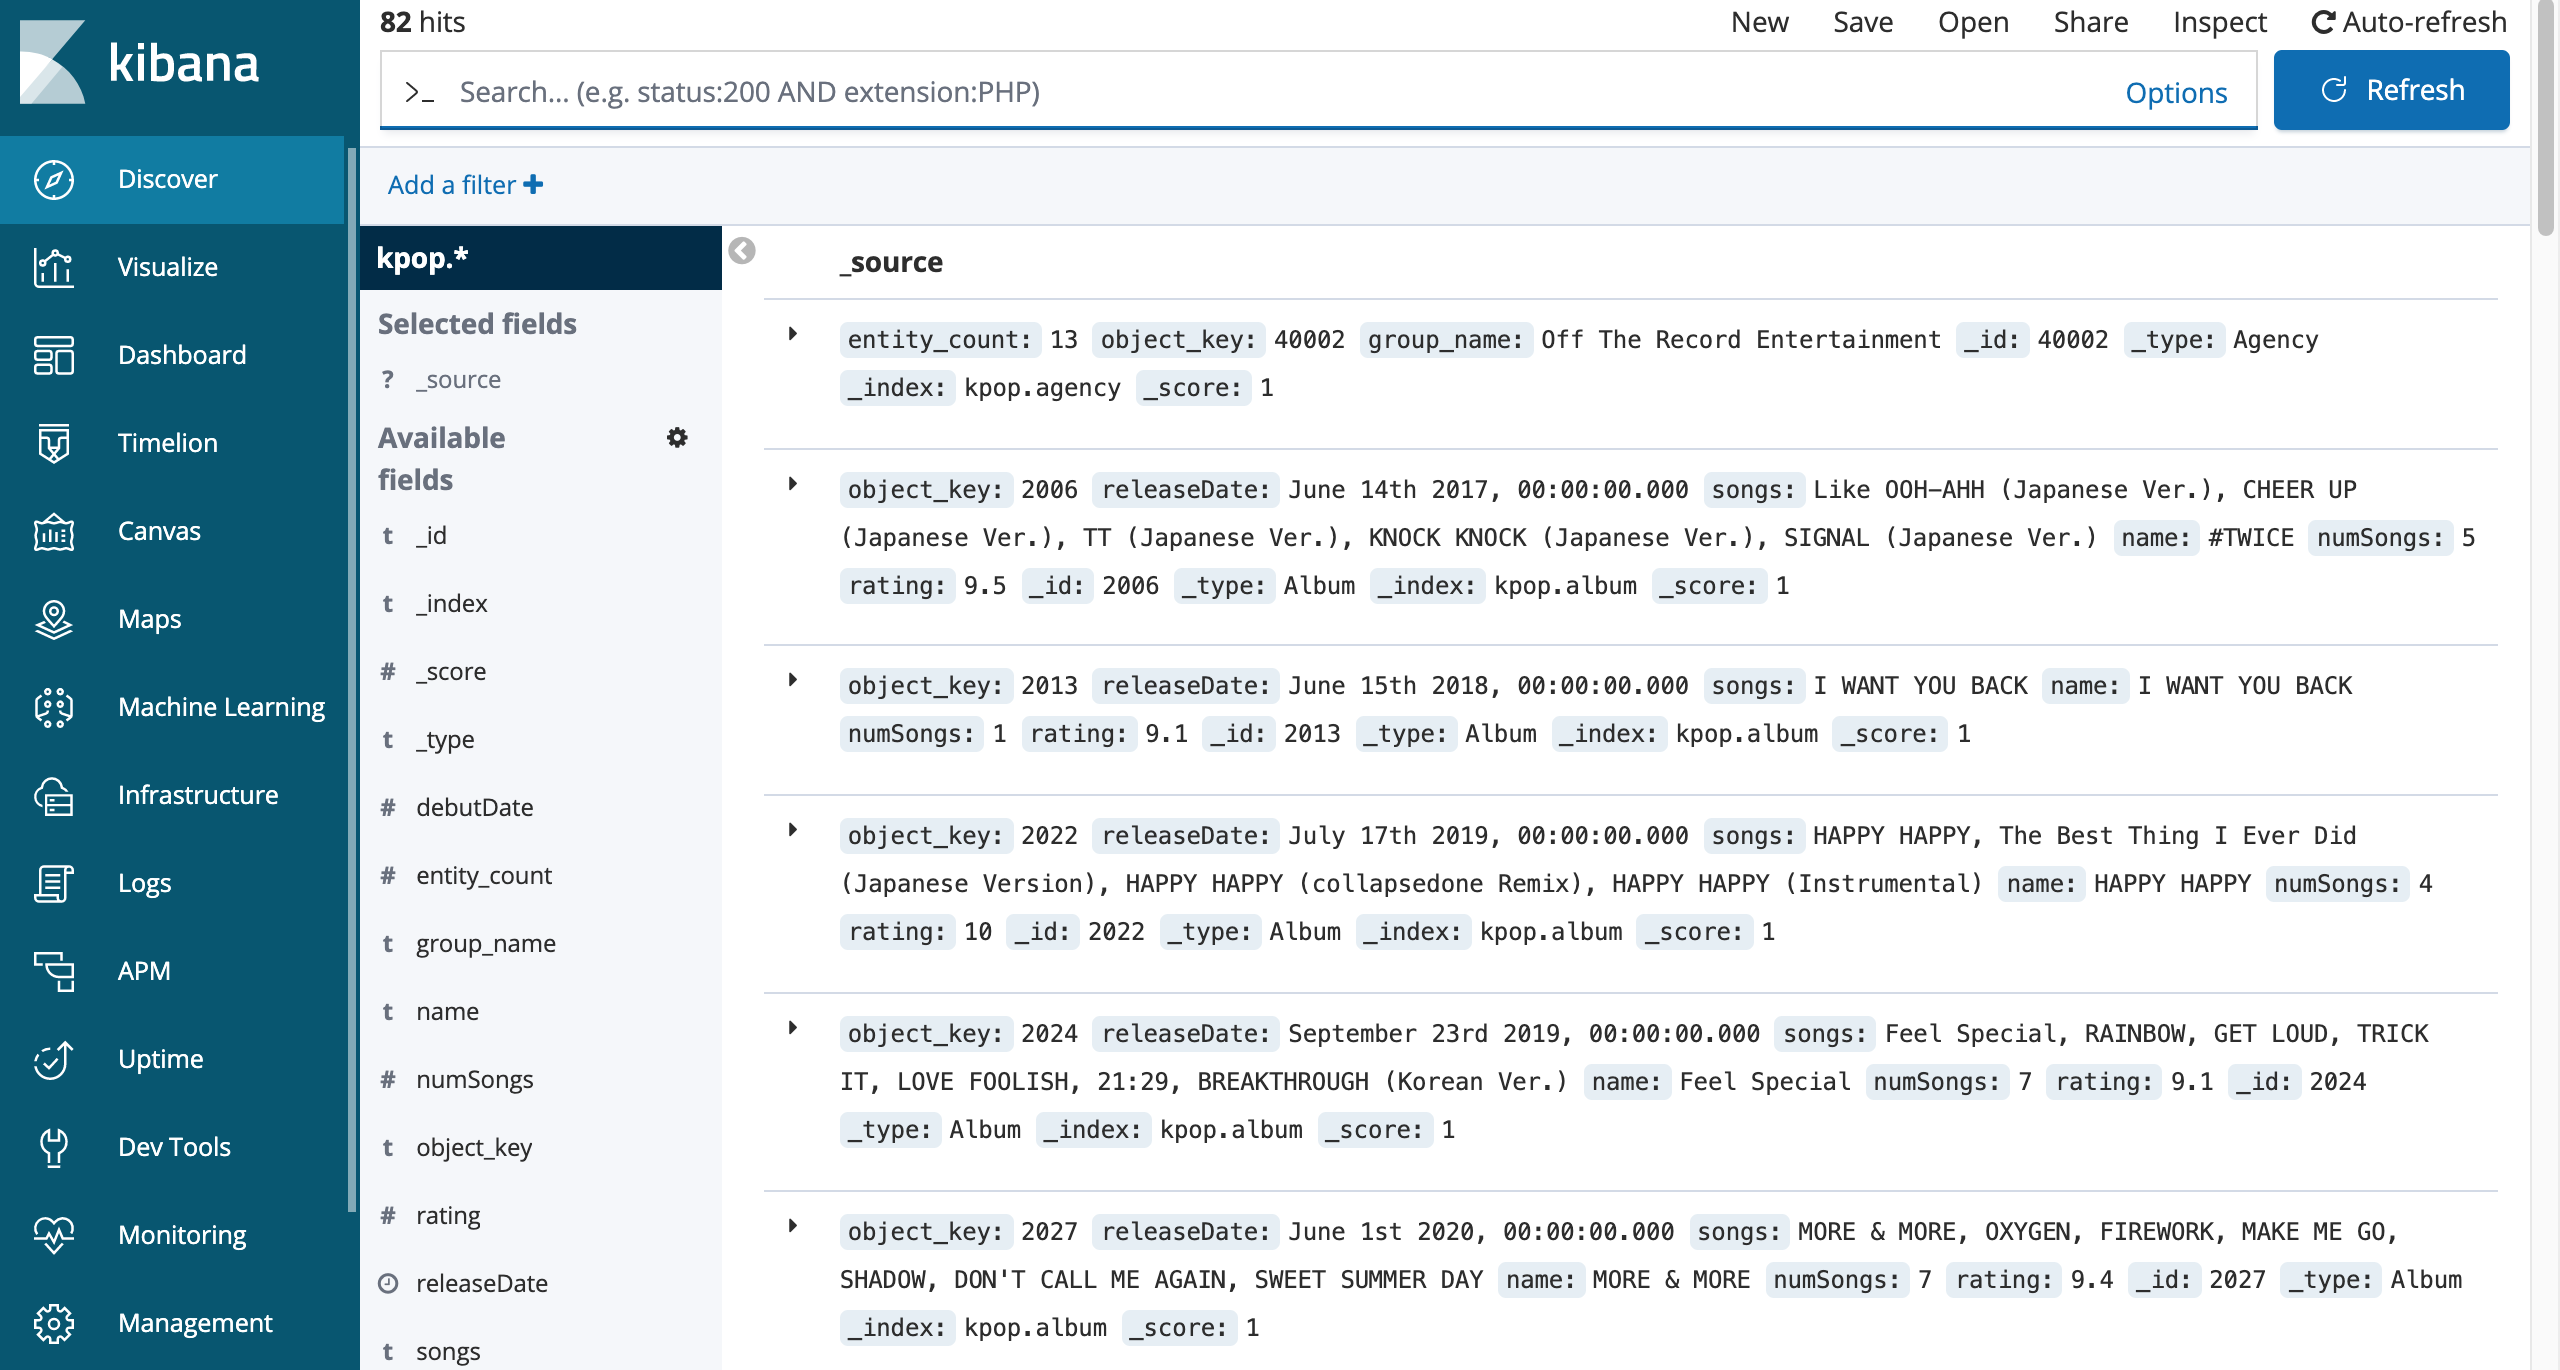 kibana
Discover
Visualize
Dashboard
Timelion
Canvas
Maps
Machine Learning
Infrastructure
Logs
APM
Uptime
Dev Tools
Monitoring
Management
82 hits
New Save Open Share Inspect Auto-refresh
>_ Search... (e.g. status:200 AND extension:PHP) Options
Refresh
Add a filter +
kpop.*
Selected fields
? _source
Available
fields
t _id
t _index
# _score
t _type
# debutDate
# entity_count
t group_name
t name
# numSongs
t object_key
# rating
releaseDate
t songs
_source
entity_count: 13 object_key: 40002 group_name: Off The Record Entertainment _id: 40002 _type: Agency
_index: kpop.agency _score: 1
object_key: 2006 releaseDate: June 14th 2017, 00:00:00.000 songs: Like OOH-AHH (Japanese Ver.), CHEER UP
(Japanese Ver.), TT (Japanese Ver.), KNOCK KNOCK (Japanese Ver.), SIGNAL (Japanese Ver.) name: #TWICE numSongs: 5
rating: 9.5 _id: 2006 _type: Album _index: kpop.album _score: 1
object_key: 2013 releaseDate: June 15th 2018, 00:00:00.000 songs: I WANT YOU BACK name: I WANT YOU BACK
numSongs: 1 rating: 9.1 _id: 2013 _type: Album _index: kpop.album _score: 1
object_key: 2022 releaseDate: July 17th 2019, 00:00:00.000 songs: HAPPY HAPPY, The Best Thing I Ever Did
(Japanese Version), HAPPY HAPPY (collapsedone Remix), HAPPY HAPPY (Instrumental) name: HAPPY HAPPY numSongs: 4
rating: 10 _id: 2022 _type: Album _index: kpop.album _score: 1
object_key: 2024 releaseDate: September 23rd 2019, 00:00:00.000 songs: Feel Special, RAINBOW, GET LOUD, TRICK
IT, LOVE FOOLISH, 21:29, BREAKTHROUGH (Korean Ver.) name: Feel Special numSongs: 7 rating: 9.1 _id: 2024
_type: Album _index: kpop.album _score: 1
object_key: 2027 releaseDate: June 1st 2020, 00:00:00.000 songs: MORE & MORE, OXYGEN, FIREWORK, MAKE ME GO,
SHADOW, DON'T CALL ME AGAIN, SWEET SUMMER DAY name: MORE & MORE numSongs: 7 rating: 9.4 _id: 2027 _type: Album
_index: kpop.album _score: 1